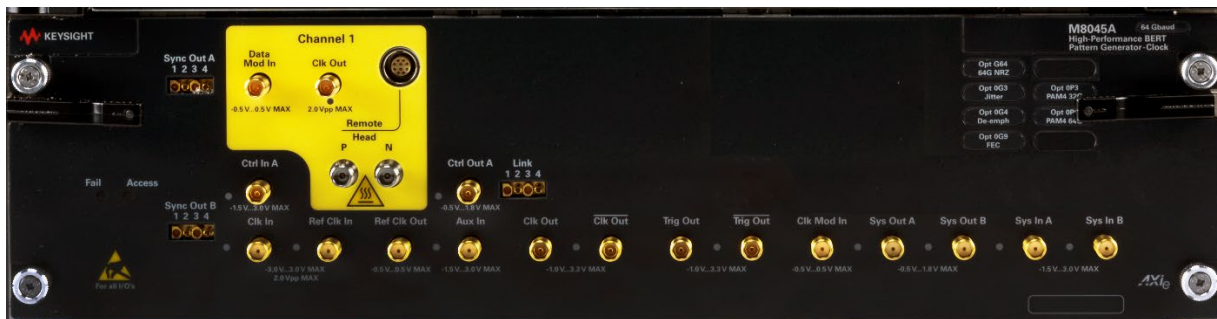 KEYSIGHT
Channel 1
M8045A 64 Gbaud
High-Performance BERT
Pattern Generator-Clock
Sync Out A
1 2 3 4
Data
Mod In
Clk Out
-0.5 V...0.5 V MAX
2.0 Vpp MAX
Remote
Head
P N
Opt G64
64G NRZ
Opt 0G3
Jitter
Opt 0P3
PAM4 32G
Opt 0G4
De-emph
PAM4
Opt 0G9
FEC
Ctrl In A
-1.5 V...3.0 V MAX
Ctrl Out A
-0.5 V...1.8 V MAX
Link
1 2 3 4
Fail Access
Sync Out B
1 2 3 4
Clk In
Ref Clk In
-3.0 V...3.0 V MAX
2.0 Vpp MAX
Ref Clk Out
-0.5 V...0.5 V MAX
Aux In
-1.5 V...3.0 V MAX
Clk Out
Clk Out
-1.0 V...3.3 V MAX
Trig Out
Trig Out
-1.0 V...3.3 V MAX
Clk Mod In
-0.5 V...0.5 V MAX
Sys Out A
Sys Out B
-0.5 V...1.8 V MAX
Sys In A
Sys In B
-1.5 V...3.0 V MAX
For all I/O's
AXIe